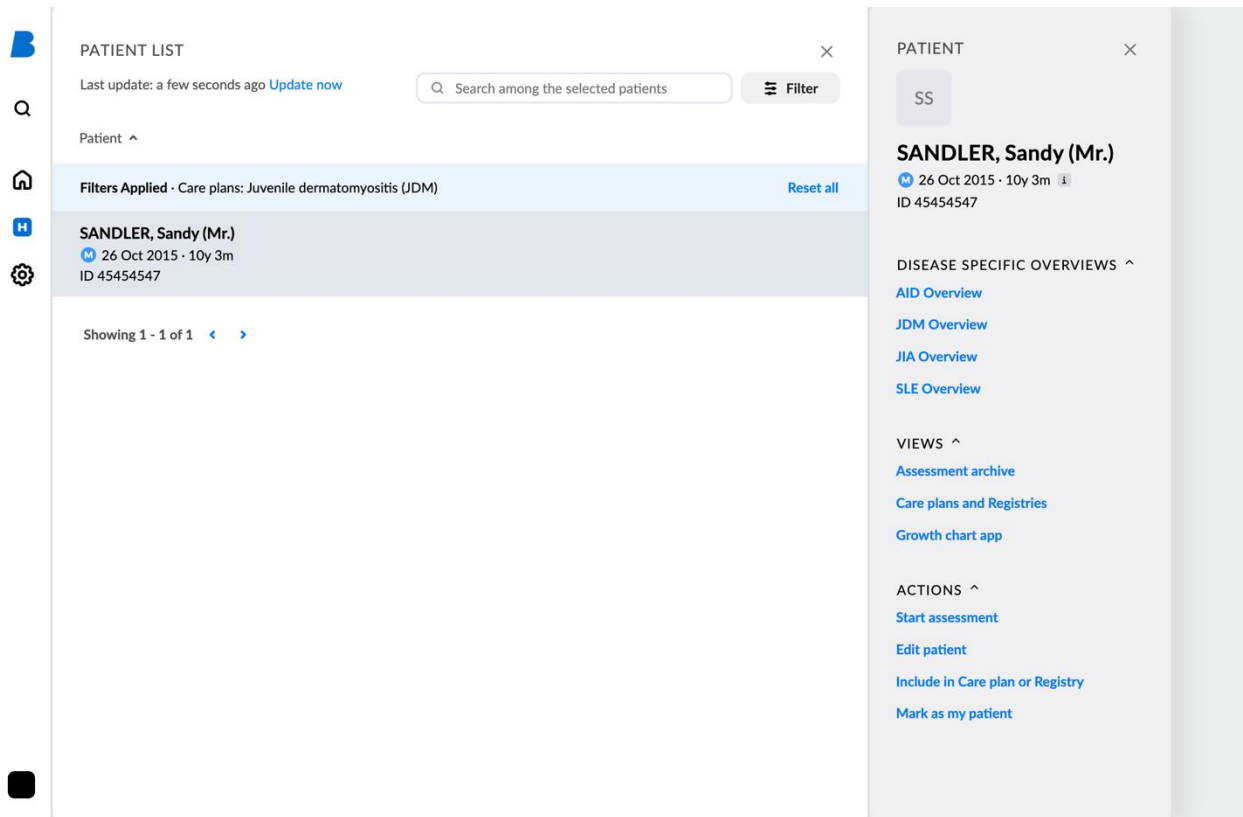 PATIENT LIST
Last update: a few seconds ago Update now
Search among the selected patients
Filter
Patient
Filters Applied · Care plans: Juvenile dermatomyositis (JDM)
Reset all
SANDLER, Sandy (Mr.)
M 26 Oct 2015 · 10y 3m
ID 45454547
Showing 1 - 1 of 1
B
H
PATIENT
SS
SANDLER, Sandy (Mr.)
M 26 Oct 2015 · 10y 3m i
ID 45454547
DISEASE SPECIFIC OVERVIEWS
AID Overview
JDM Overview
JIA Overview
SLE Overview
VIEWS
Assessment archive
Care plans and Registries
Growth chart app
ACTIONS
Start assessment
Edit patient
Include in Care plan or Registry
Mark as my patient